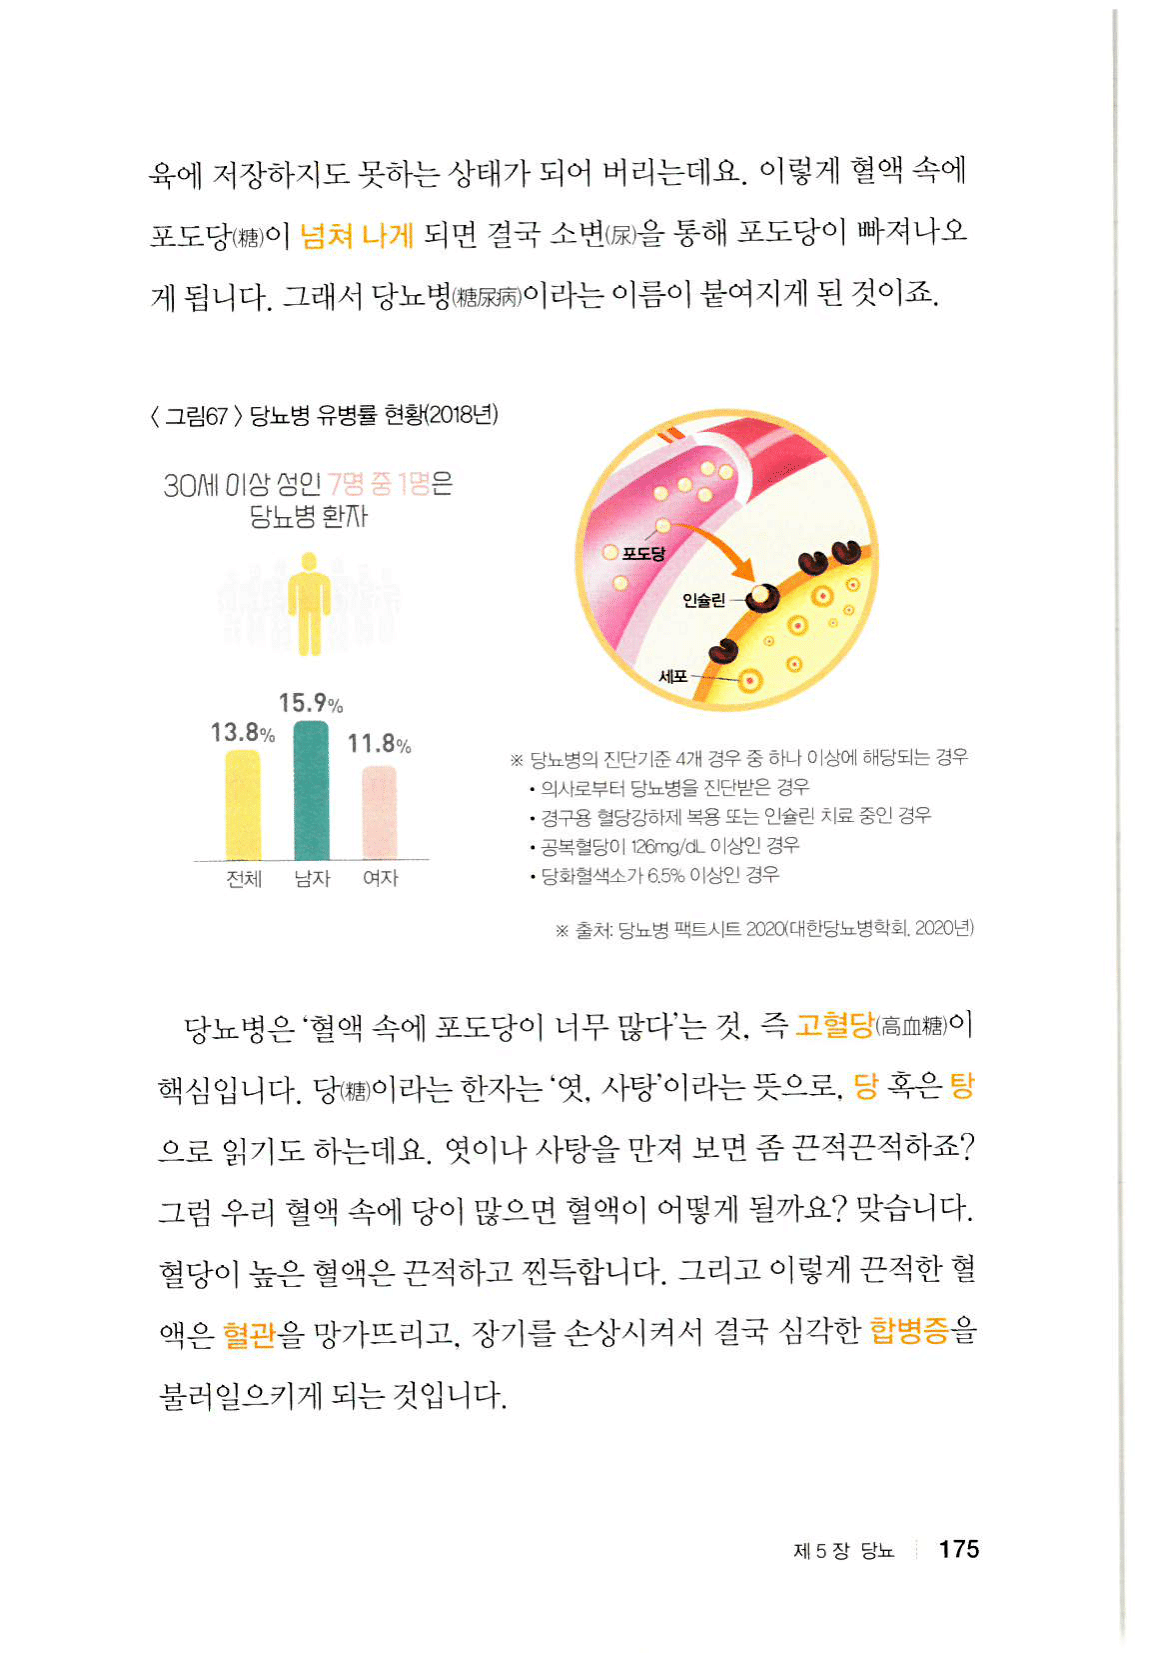 육에 저장하지도 못하는 상태가 되어 버리는데요. 이렇게 혈액 속에
포도당(糖)이 넘쳐 나게 되면 결국 소변(尿)을 통해 포도당이 빠져나오
게 됩니다. 그래서 당뇨병(糖尿病)이라는 이름이 붙여지게 된 것이죠.
〈 그림67 〉 당뇨병 유병률 현황(2018년)
30세 이상 성인 7명 중 1명은
당뇨병 환자
15.9%
13.8%
11.8%
전체 남자 여자
포도당
인슐린
세포
※ 당뇨병의 진단기준 4개 경우 중 하나 이상에 해당되는 경우
• 의사로부터 당뇨병을 진단받은 경우
• 경구용 혈당강하제 복용 또는 인슐린 치료 중인 경우
• 공복혈당이 126mg/dL 이상인 경우
• 당화혈색소가 6.5% 이상인 경우
※ 출처: 당뇨병 팩트시트 2020(대한당뇨병학회, 2020년)
당뇨병은 ‘혈액 속에 포도당이 너무 많다’는 것, 즉 고혈당(高血糖)이
핵심입니다. 당(糖)이라는 한자는 ‘엿, 사탕’이라는 뜻으로, 당 혹은 탕
으로 읽기도 하는데요. 엿이나 사탕을 만져 보면 좀 끈적끈적하죠?
그럼 우리 혈액 속에 당이 많으면 혈액이 어떻게 될까요? 맞습니다.
혈당이 높은 혈액은 끈적하고 찐득합니다. 그리고 이렇게 끈적한 혈
액은 혈관을 망가뜨리고, 장기를 손상시켜서 결국 심각한 합병증을
불러일으키게 되는 것입니다.
제 5 장 당뇨 175